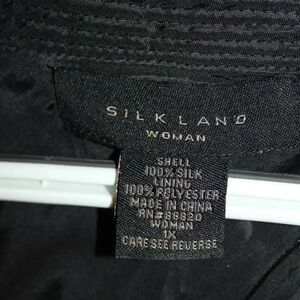 SILKLAND
WOMAN
SHELL
100% SILK
LINING
100% POLYESTER
MADE IN CHINA
RN#88820
WOMAN
1X
CARE SEE REVERSE